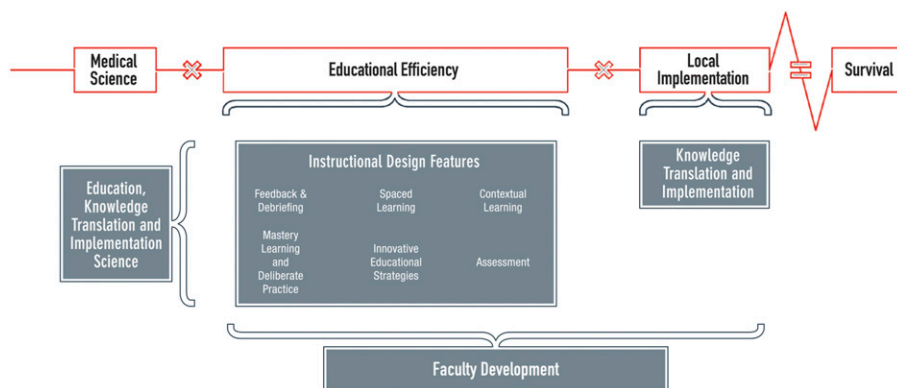 Medical
Science
Educational Efficiency
Local
Implementation
Survival
Education,
Knowledge
Translation and
Implementation
Science
Instructional Design Features
Feedback &
Debriefing
Spaced
Learning
Contextual
Learning
Mastery
Learning
and
Deliberate
Practice
Innovative
Educational
Strategies
Assessment
Knowledge
Translation and
Implementation
Faculty Development